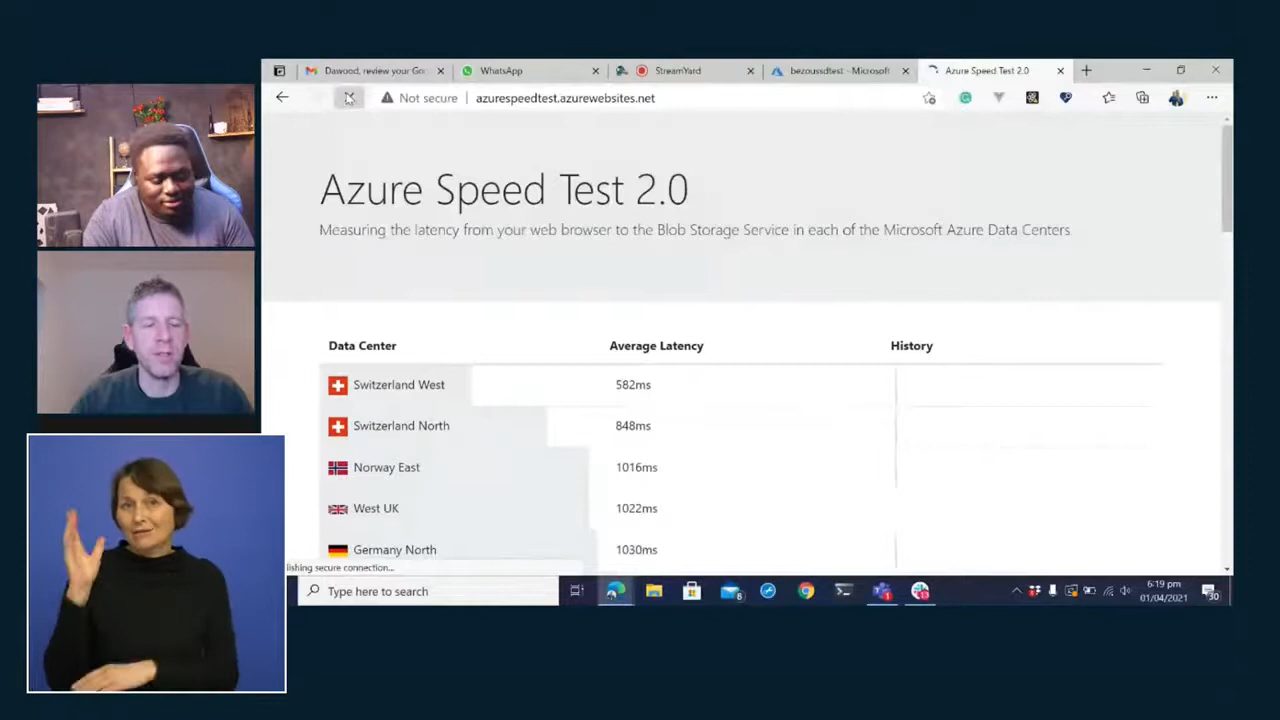 Dawood, review your Go
WhatsApp
StreamYard
bezoussdtest - Microsoft
Azure Speed Test 2.0
Not secure | azurespeedtest.azurewebsites.net
Azure Speed Test 2.0
Measuring the latency from your web browser to the Blob Storage Service in each of the Microsoft Azure Data Centers
Data Center Average Latency History
Switzerland West 582ms
Switzerland North 848ms
Norway East 1016ms
West UK 1022ms
Germany North 1030ms
lishing secure connection...
Type here to search
6:19 pm
01/04/2021
30